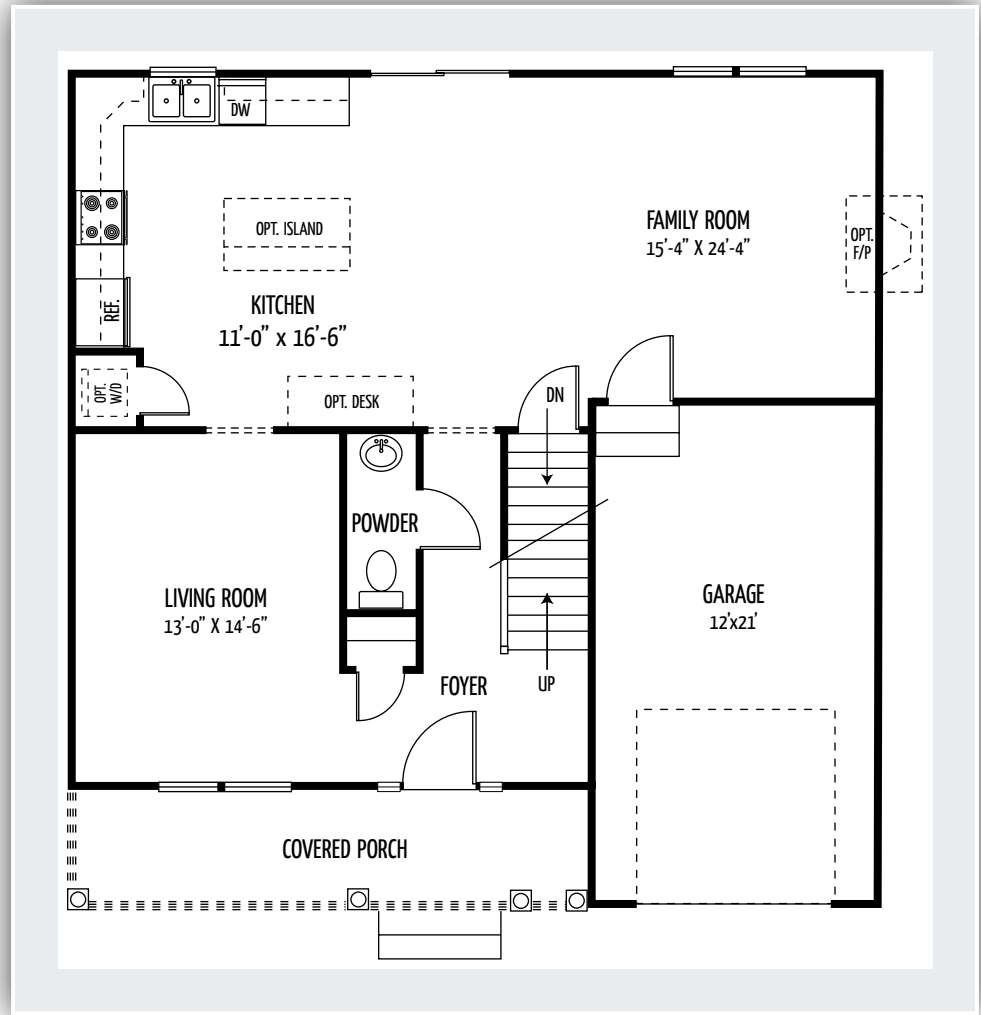 DW
OPT. ISLAND
FAMILY ROOM
15'-4" X 24'-4"
OPT.
F/P
REF.
KITCHEN
11'-0" x 16'-6"
OPT.
W/D
OPT. DESK
DN
POWDER
LIVING ROOM
13'-0" X 14'-6"
GARAGE
12'x21'
FOYER
UP
COVERED PORCH